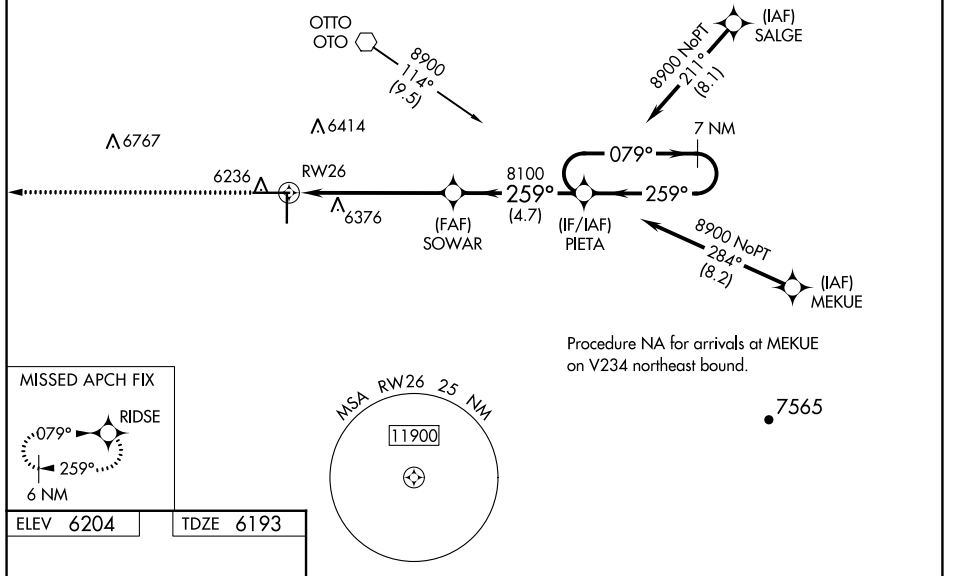 OTTO
OTO
8900
114°
(9.5)
(IAF)
SALGE
8900 NoPT
211°
(8.1)
6767
6414
7 NM
079°
6236
RW26
8100
259°
(4.7)
259°
6376
(FAF)
SOWAR
(IF/IAF)
PIETA
8900 NoPT
284°
(8.2)
(IAF)
MEKUE
Procedure NA for arrivals at MEKUE
on V234 northeast bound.
MISSED APCH FIX
RIDSE
079°
259°
6 NM
MSA RW26 25 NM
11900
7565
ELEV 6204
TDZE 6193